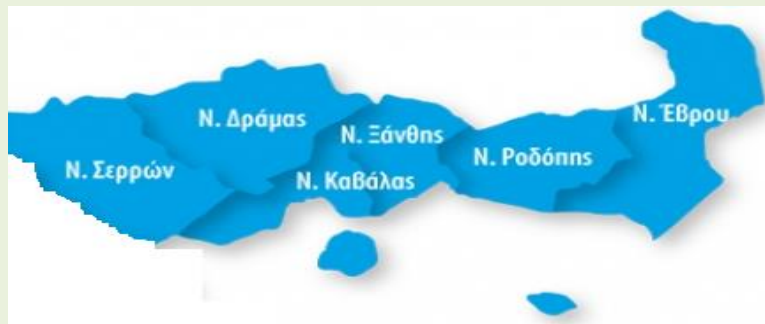 Ν. Έβρου
Ν. Δράμας
Ν. Ξάνθης
Ν. Ροδόπης
Ν. Σερρών
Ν. Καβάλας